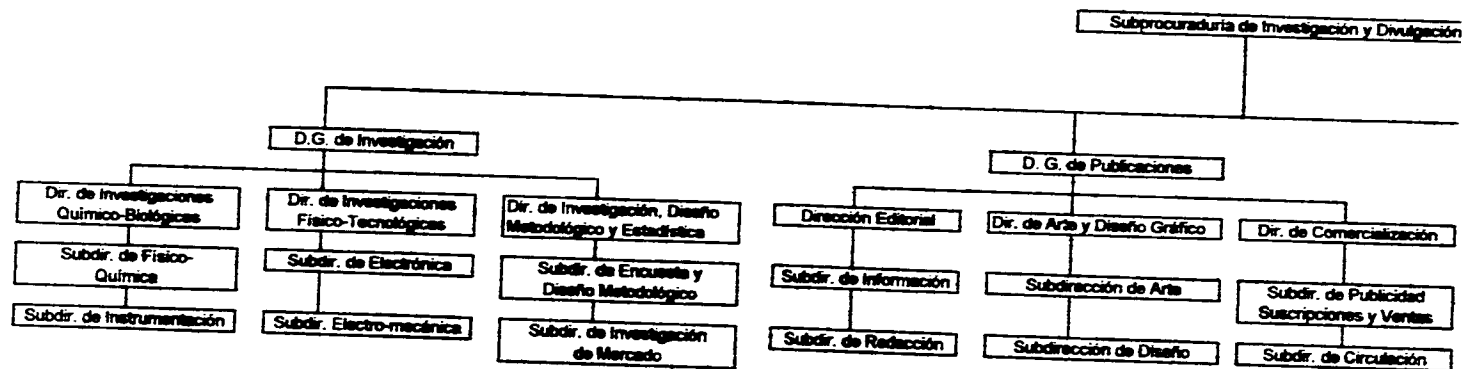 Subprocuraduría de Investigación y Divulgación
D.G. de Investigación
D. G. de Publicaciones
Dir. de Investigaciones
Químico-Biológicas
Dir. de Investigaciones
Físico-Tecnológicas
Dir. de Investigación, Diseño
Metodológico y Estadística
Dirección Editorial
Dir. de Arte y Diseño Gráfico
Dir. de Comercialización
Subdir. de Físico-
Química
Subdir. de Electrónica
Subdir. de Encuesta y
Diseño Metodológico
Subdir. de Información
Subdirección de Arte
Subdir. de Publicidad
Suscripciones y Ventas
Subdir. de Instrumentación
Subdir. Electro-mecánica
Subdir. de Investigación
de Mercado
Subdir. de Redacción
Subdirección de Diseño
Subdir. de Circulación